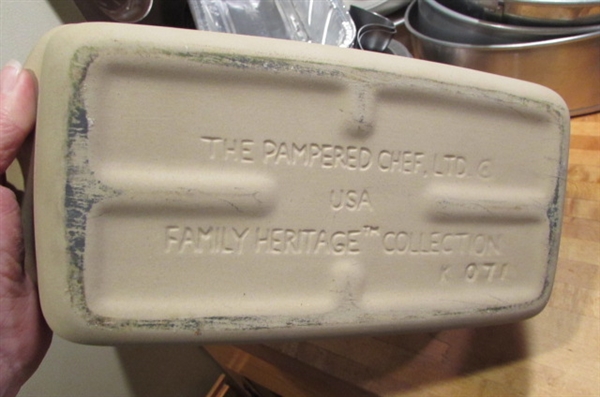 THE PAMPERED CHEF, LTD. ©
USA
FAMILY HERITAGE™ COLLECTION
K 071